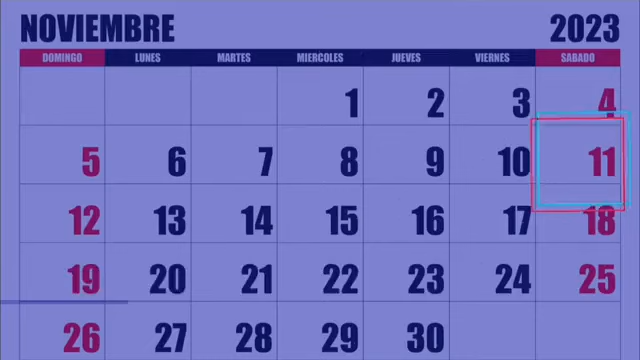 NOVIEMBRE 2023
DOMINGO LUNES MARTES MIERCOLES JUEVES VIERNES SABADO
1 2 3 4
5 6 7 8 9 10 11
12 13 14 15 16 17 18
19 20 21 22 23 24 25
26 27 28 29 30